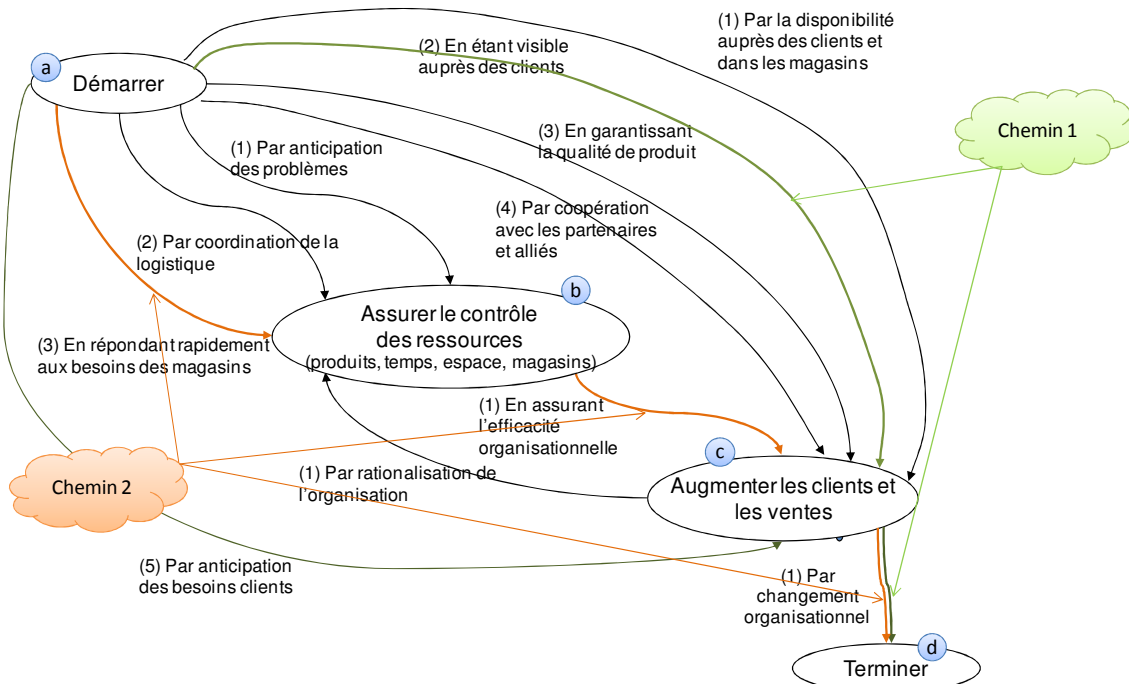 (1) Par la disponibilité
auprès des clients et
dans les magasins
(2) En étant visible
auprès des clients
a
Démarrer
Chemin 1
(3) En garantissant
la qualité de produit
(1) Par anticipation
des problèmes
(4) Par coopération
avec les partenaires
et alliés
(2) Par coordination de la
logistique
b
Assurer le contrôle
des ressources
(produits, temps, espace, magasins)
(3) En répondant rapidement
aux besoins des magasins
(1) En assurant
l'efficacité
organisationnelle
c
Augmenter les clients et
les ventes
(1) Par rationalisation de
l'organisation
Chemin 2
(5) Par anticipation
des besoins clients
(1) Par
changement
organisationnel
d
Terminer